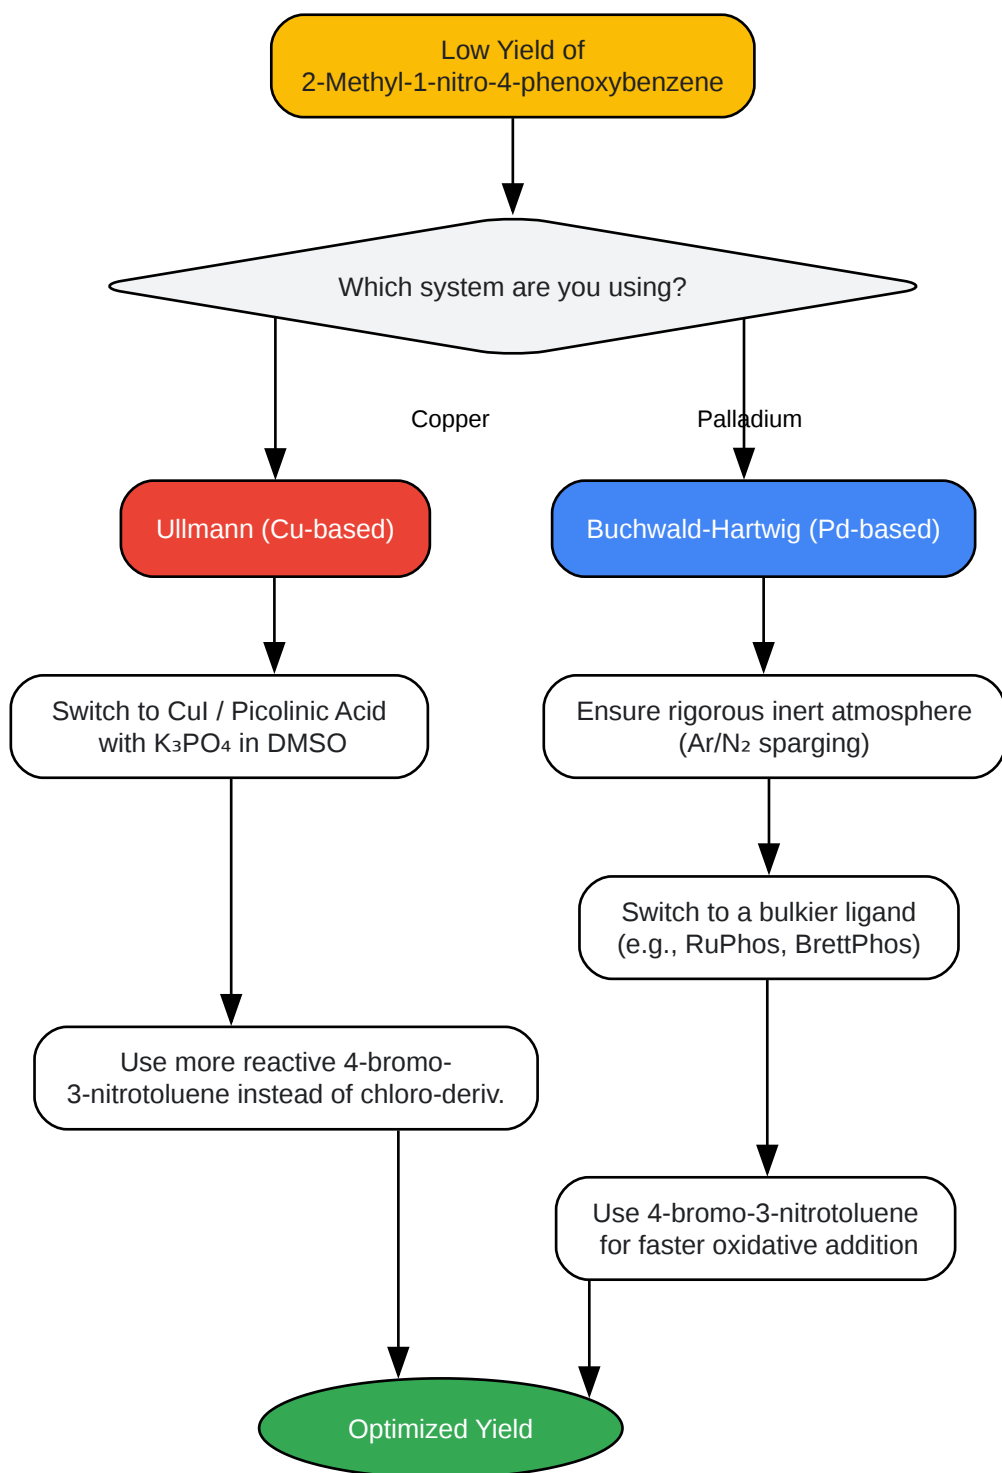 Low Yield of
2-Methyl-1-nitro-4-phenoxybenzene
Which system are you using?
Copper
Palladium
Ullmann (Cu-based)
Buchwald-Hartwig (Pd-based)
Switch to CuI / Picolinic Acid
with K₃PO₄ in DMSO
Ensure rigorous inert atmosphere
(Ar/N₂ sparging)
Switch to a bulkier ligand
(e.g., RuPhos, BrettPhos)
Use more reactive 4-bromo-
3-nitrotoluene instead of chloro-deriv.
Use 4-bromo-3-nitrotoluene
for faster oxidative addition
Optimized Yield